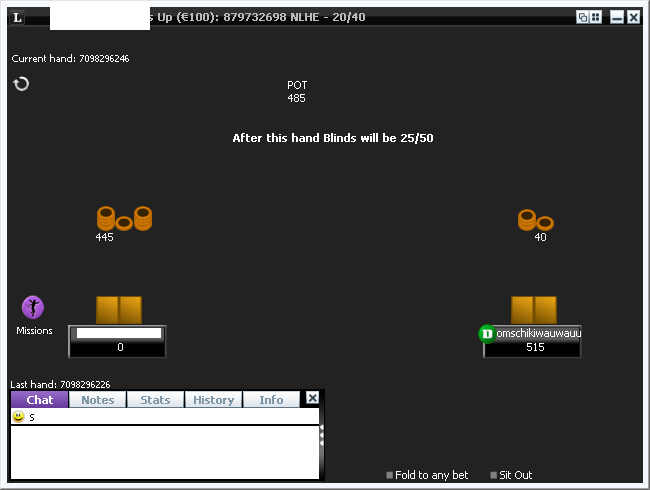 L s Up (€100): 879732698 NLHE - 20/40
Current hand: 7098296246
POT
485
After this hand Blinds will be 25/50
445
40
Missions
D omschikiwauwauu
0
515
Last hand: 7098296226
Chat Notes Stats History Info
s
Fold to any bet Sit Out